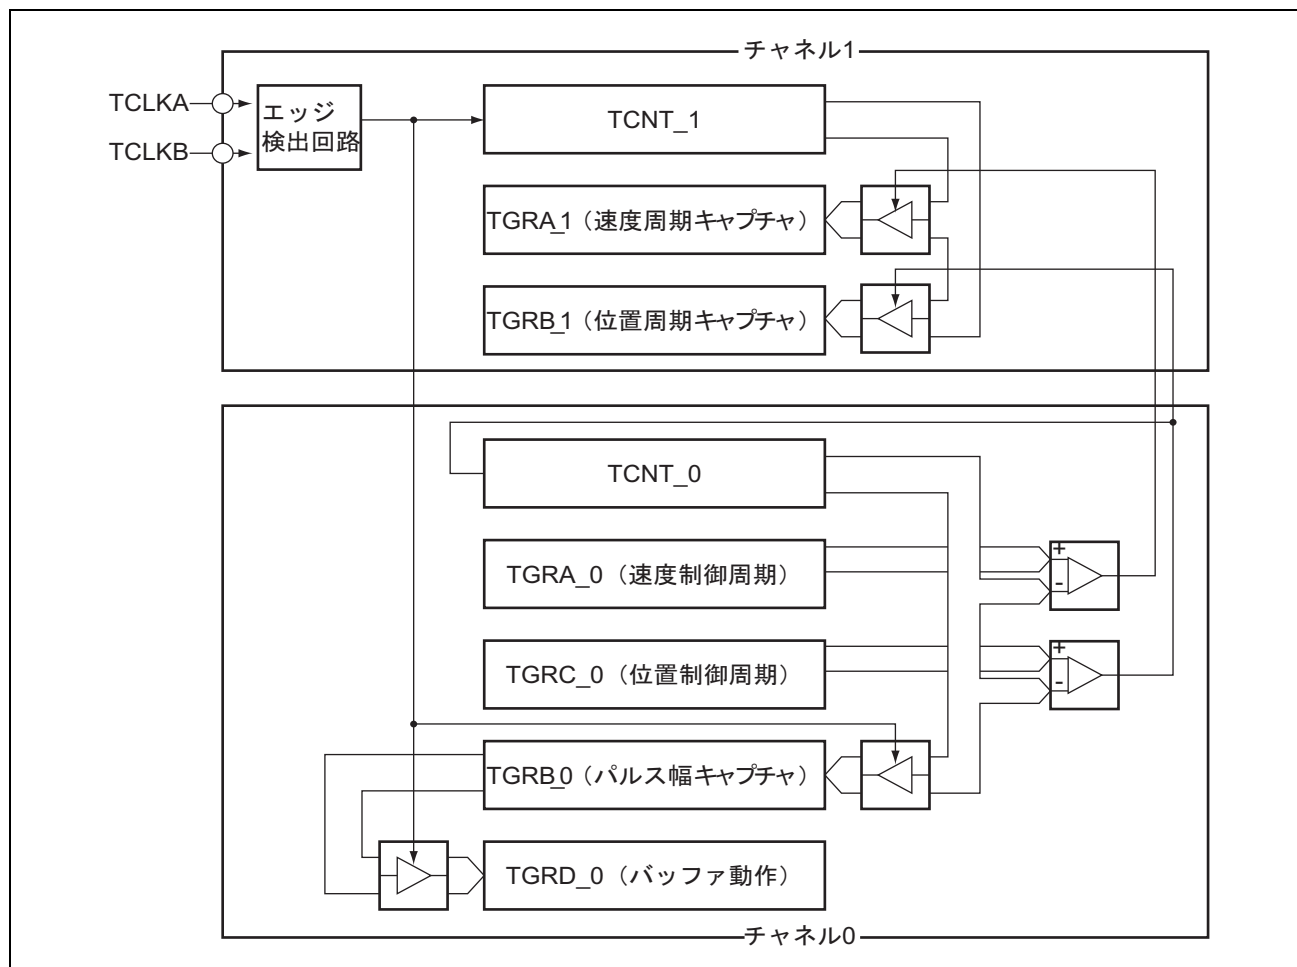 チャネル1
TCLKA
TCLKB
エッジ
検出回路
TCNT_1
TGRA_1（速度周期キャプチャ）
TGRB_1（位置周期キャプチャ）
TCNT_0
TGRA_0（速度制御周期）
+
-
TGRC_0（位置制御周期）
+
-
TGRB_0（パルス幅キャプチャ）
TGRD_0（バッファ動作）
チャネル0